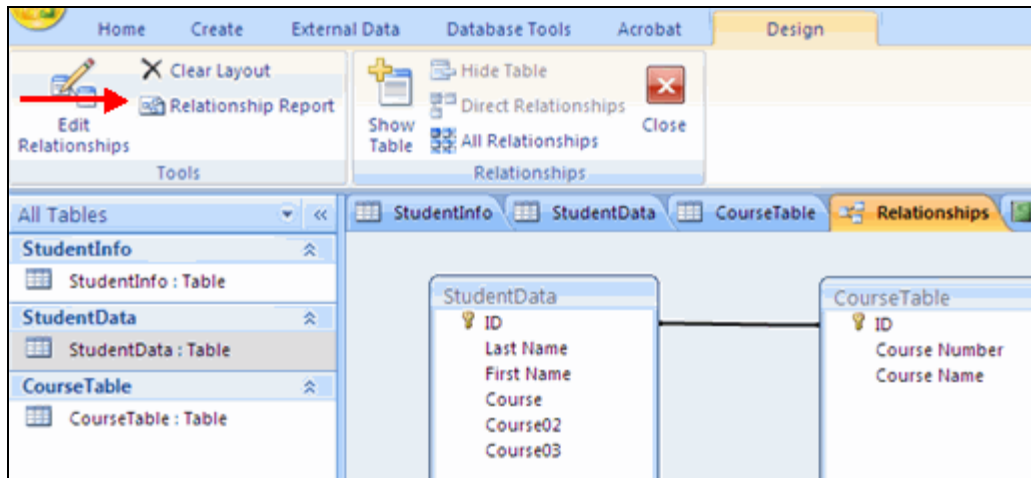 Home Create External Data Database Tools Acrobat Design
Clear Layout
Relationship Report
Edit
Relationships
Tools
Show
Table
Hide Table
Direct Relationships
All Relationships
Close
Relationships
All Tables
StudentInfo
StudentInfo : Table
StudentData
StudentData : Table
CourseTable
CourseTable : Table
StudentInfo StudentData CourseTable Relationships
StudentData
ID
Last Name
First Name
Course
Course02
Course03
CourseTable
ID
Course Number
Course Name